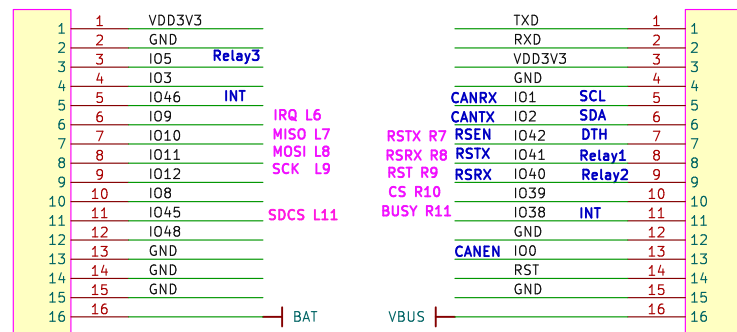 1 1 VDD3V3 TXD 1 1
2 2 GND RXD 2 2
3 3 IO5 Relay3 VDD3V3 3 3
4 4 IO3 GND 4 4
5 5 IO46 INT CANRX IO1 SCL 5 5
6 6 IO9 IRQ L6 CANTX IO2 SDA 6 6
7 7 IO10 MISO L7 RSTX R7 RSEN IO42 DTH 7 7
8 8 IO11 MOSI L8 RSRX R8 RSTX IO41 Relay1 8 8
9 9 IO12 SCK L9 RST R9 RSRX IO40 Relay2 9 9
10 10 IO8 CS R10 IO39 10 10
11 11 IO45 SDCS L11 BUSY R11 IO38 INT 11 11
12 12 IO48 GND 12 12
13 13 GND CANEN IO0 13 13
14 14 GND RST 14 14
15 15 GND GND 15 15
16 16 BAT VBUS 16 16